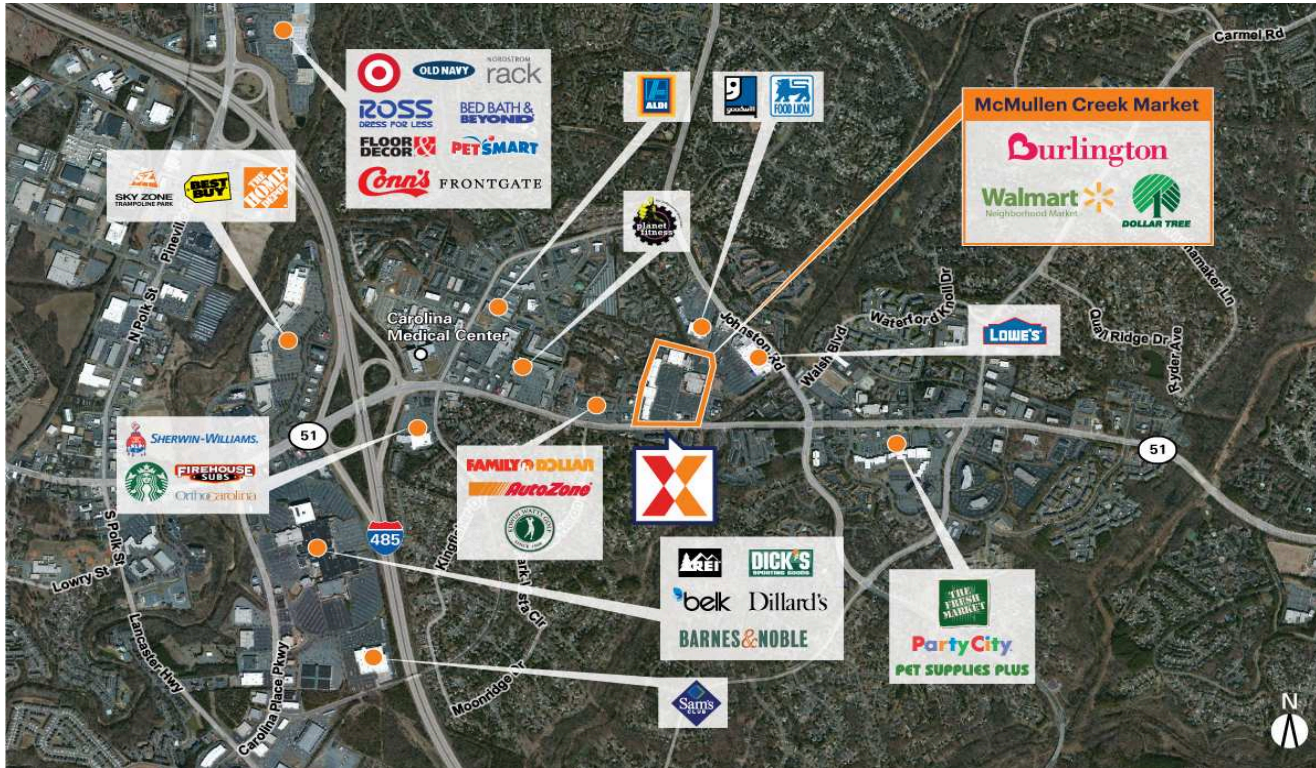 Carmel Rd
NORDSTROM
OLD NAVY rack
ROSS
DRESS FOR LESS
BED BATH &
BEYOND
FLOOR
& DECOR
PETSMART
Conn's FRONTGATE
ALDI
goodwill
FOOD LION
McMullen Creek Market
Burlington
Walmart
Neighborhood Market
DOLLAR TREE
SKY ZONE
TRAMPOLINE PARK
BEST
BUY
THE
HOME
DEPOT
planet
fitness
N Polk St
Carolina
Medical Center
Johnston Rd
Walsh Blvd
Waterford Knoll Dr
Quail Ridge Dr
Ryder Ave
LOWE'S
51
51
SHERWIN-WILLIAMS.
FIREHOUSE
SUBS
OrthoCarolina
FAMILY DOLLAR
AutoZone
X
485
S Polk St
Lowry St
Lancaster Hwy
Carolina Place Pkwy
Moonridge Dr
REI
DICK'S
SPORTING GOODS
belk Dillard's
BARNES&NOBLE
Sam's
CLUB
THE
FRESH
MARKET
Party City
PET SUPPLIES PLUS
N